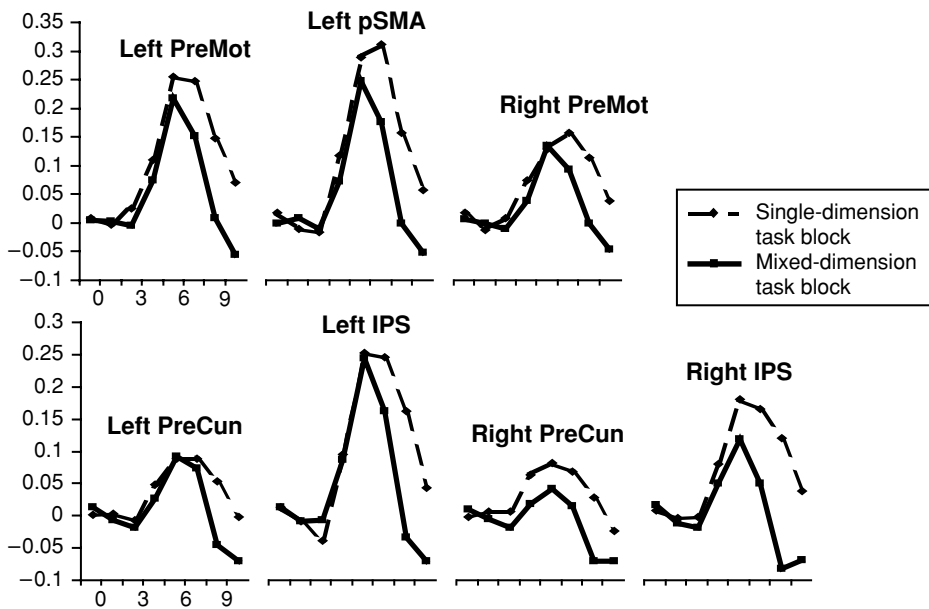 0.35
0.3
0.25
0.2
0.15
0.1
0.05
0
−0.05
−0.1
Left PreMot
Left pSMA
Right PreMot
0 3 6 9
Single-dimension
task block
Mixed-dimension
task block
0.3
0.25
0.2
0.15
0.1
0.05
0
−0.05
−0.1
Left PreCun
Left IPS
Right PreCun
Right IPS
0 3 6 9